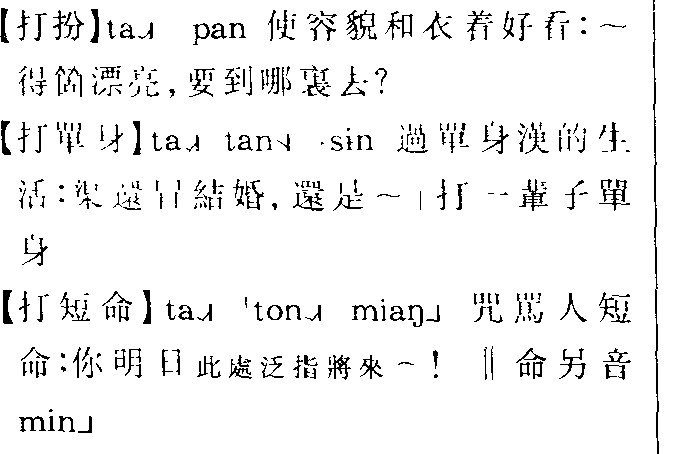 【打扮】ta˩ pan 使容貌和衣着好看:～
得箇漂亮,要到哪裏去?
【打單身】ta˩ tan˧ ·sin 過單身漢的生
活:渠還冇結婚,還是～｜打一輩子單
身
【打短命】ta˩ 'ton˩ miaŋ˩ 咒駡人短
命:你明日此處泛指將來～! ‖命另音
min˩